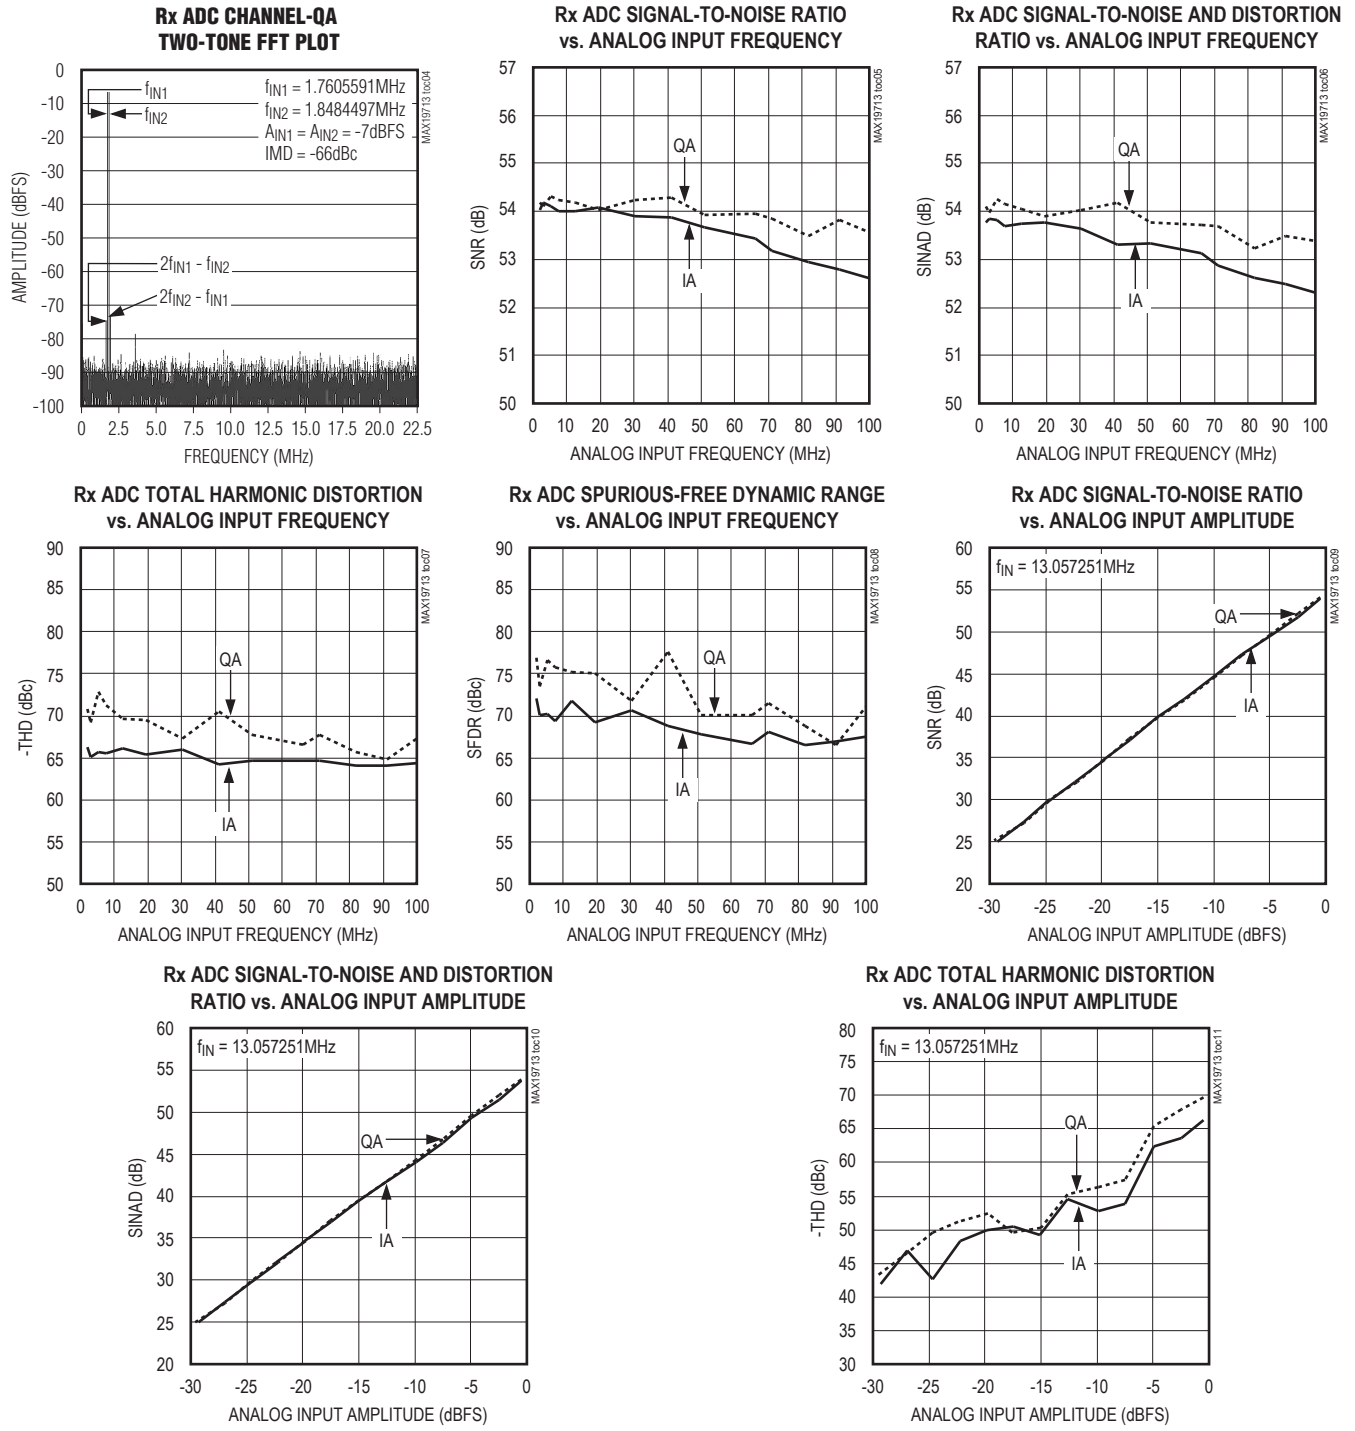 Rx ADC CHANNEL-QA
TWO-TONE FFT PLOT
AMPLITUDE (dBFS)
0
-10
-20
-30
-40
-50
-60
-70
-80
-90
-100
fIN1
fIN2
fIN1 = 1.7605591MHz
fIN2 = 1.8484497MHz
AIN1 = AIN2 = -7dBFS
IMD = -66dBc
2fIN1 - fIN2
2fIN2 - fIN1
MAX19713 toc04
0 2.5 5.0 7.5 10.0 12.5 15.0 17.5 20.0 22.5
FREQUENCY (MHz)
Rx ADC SIGNAL-TO-NOISE RATIO
vs. ANALOG INPUT FREQUENCY
SNR (dB)
57
56
55
54
53
52
51
50
QA
IA
MAX19713 toc05
0 10 20 30 40 50 60 70 80 90 100
ANALOG INPUT FREQUENCY (MHz)
Rx ADC SIGNAL-TO-NOISE AND DISTORTION
RATIO vs. ANALOG INPUT FREQUENCY
SINAD (dB)
57
56
55
54
53
52
51
50
QA
IA
MAX19713 toc06
0 10 20 30 40 50 60 70 80 90 100
ANALOG INPUT FREQUENCY (MHz)
Rx ADC TOTAL HARMONIC DISTORTION
vs. ANALOG INPUT FREQUENCY
-THD (dBc)
90
85
80
75
70
65
60
55
50
QA
IA
MAX19713 toc07
0 10 20 30 40 50 60 70 80 90 100
ANALOG INPUT FREQUENCY (MHz)
Rx ADC SPURIOUS-FREE DYNAMIC RANGE
vs. ANALOG INPUT FREQUENCY
SFDR (dBc)
90
85
80
75
70
65
60
55
50
QA
IA
MAX19713 toc08
0 10 20 30 40 50 60 70 80 90 100
ANALOG INPUT FREQUENCY (MHz)
Rx ADC SIGNAL-TO-NOISE RATIO
vs. ANALOG INPUT AMPLITUDE
SNR (dB)
60
55
50
45
40
35
30
25
20
fIN = 13.057251MHz
QA
IA
MAX19713 toc09
-30 -25 -20 -15 -10 -5 0
ANALOG INPUT AMPLITUDE (dBFS)
Rx ADC SIGNAL-TO-NOISE AND DISTORTION
RATIO vs. ANALOG INPUT AMPLITUDE
SINAD (dB)
60
55
50
45
40
35
30
25
20
fIN = 13.057251MHz
QA
IA
MAX19713 toc10
-30 -25 -20 -15 -10 -5 0
ANALOG INPUT AMPLITUDE (dBFS)
Rx ADC TOTAL HARMONIC DISTORTION
vs. ANALOG INPUT AMPLITUDE
-THD (dBc)
80
75
70
65
60
55
50
45
40
35
30
fIN = 13.057251MHz
QA
IA
MAX19713 toc11
-30 -25 -20 -15 -10 -5 0
ANALOG INPUT AMPLITUDE (dBFS)